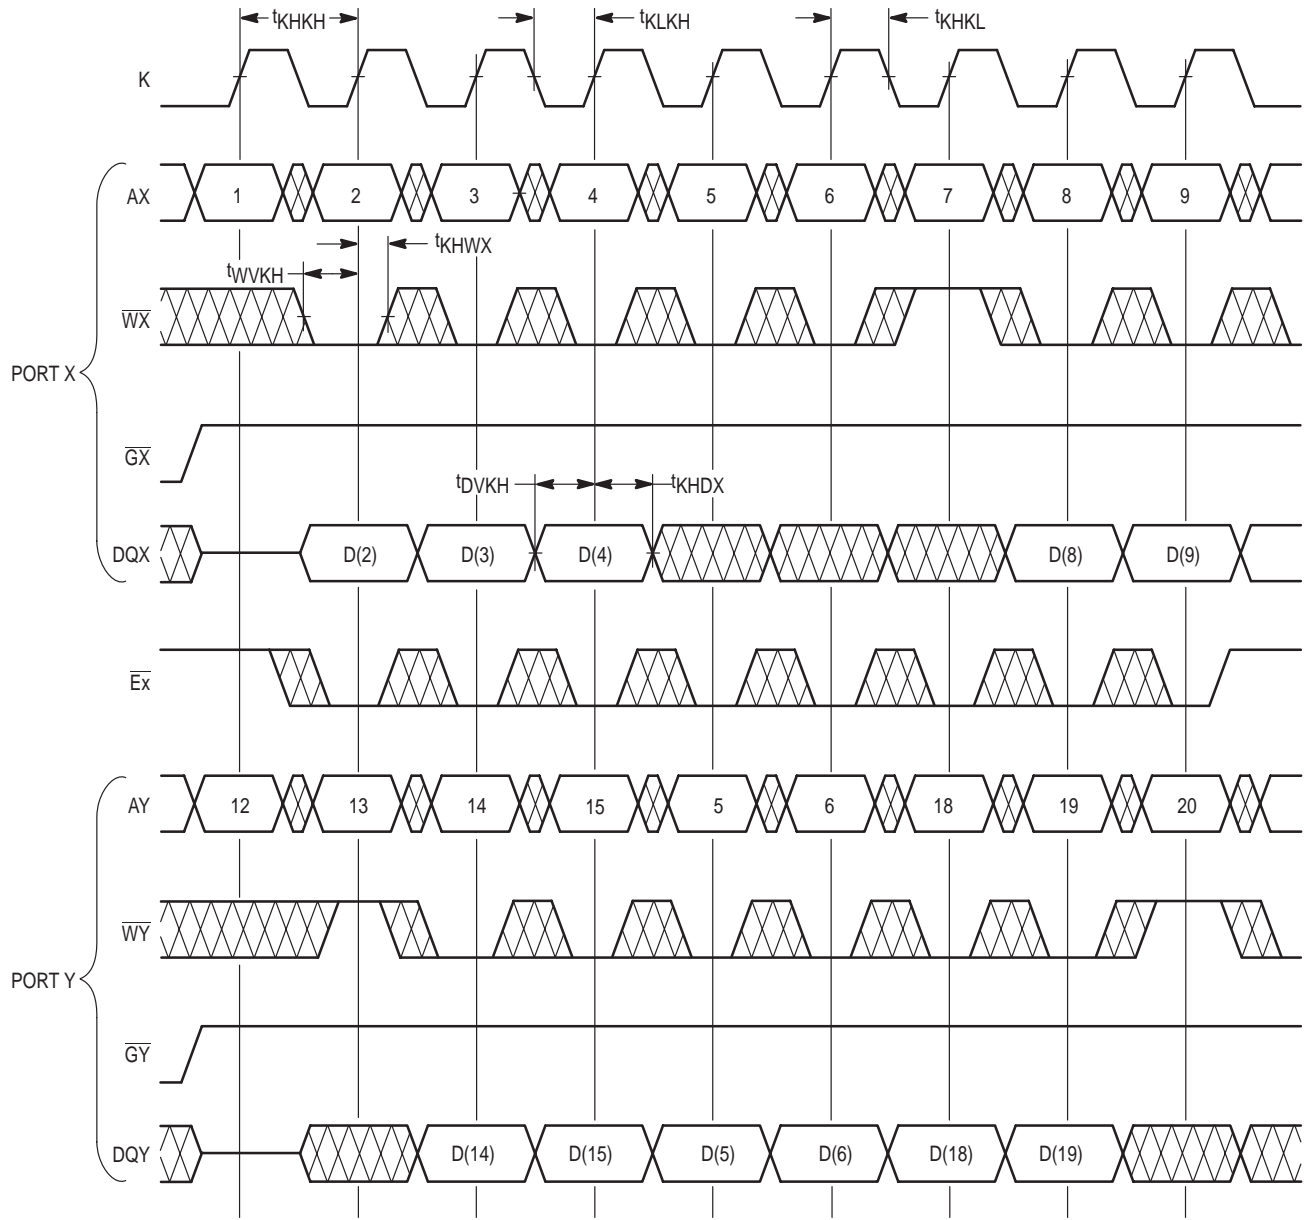 tKHKH tKLKH tKHKL
K
AX 1 2 3 4 5 6 7 8 9
tKHWX
tWVKH
WX
PORT X
GX
tDVKH tKHDX
DQX D(2) D(3) D(4) D(8) D(9)
Ex
AY 12 13 14 15 5 6 18 19 20
WY
PORT Y
GY
DQY D(14) D(15) D(5) D(6) D(18) D(19)